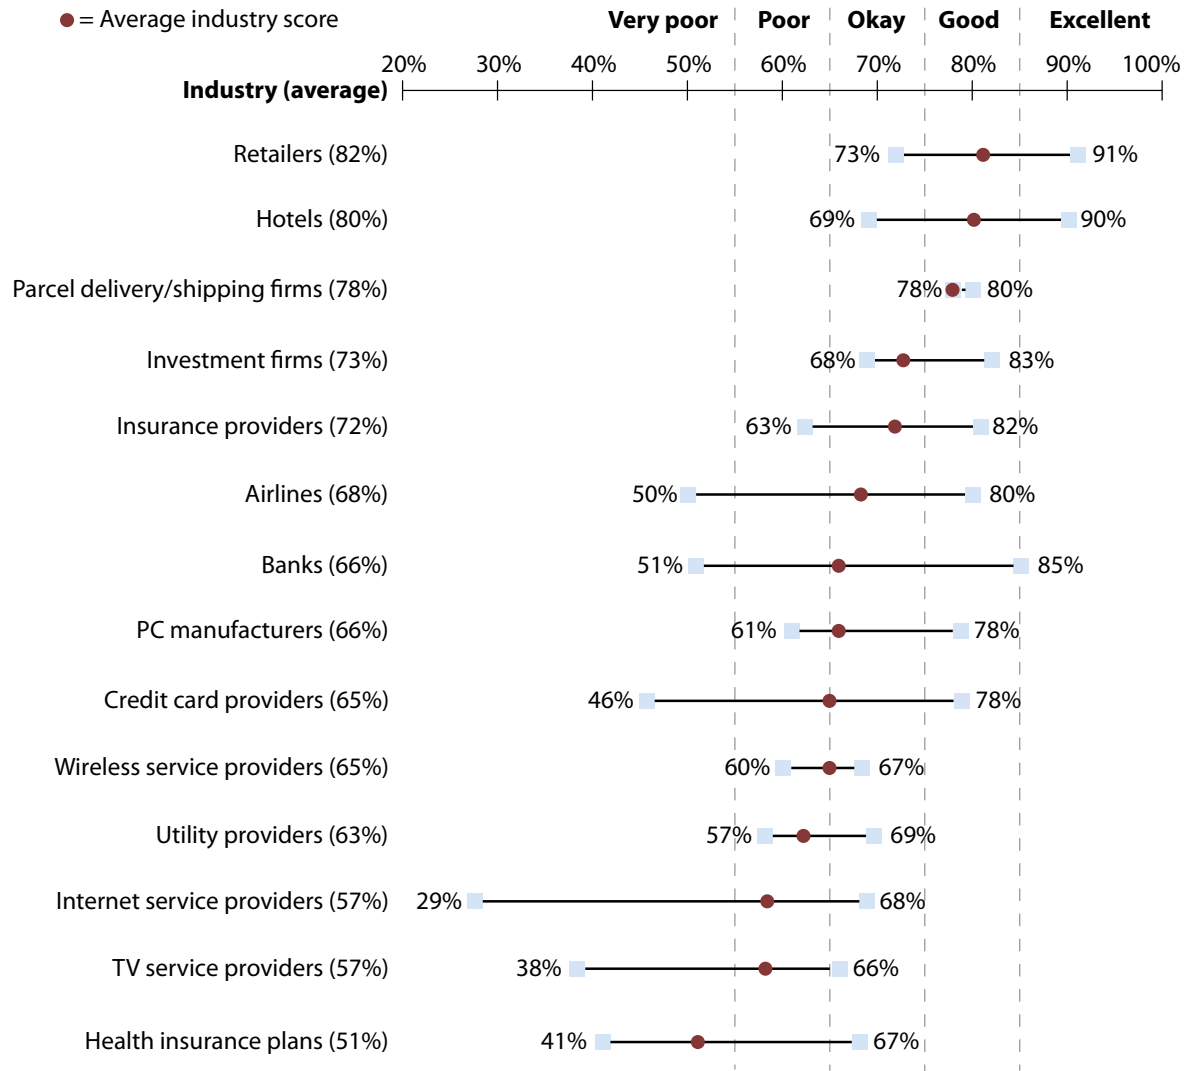 = Average industry score
Very poor Poor Okay Good Excellent
20% 30% 40% 50% 60% 70% 80% 90% 100%
Industry (average)
Retailers (82%) 73% 91%
Hotels (80%) 69% 90%
Parcel delivery/shipping firms (78%) 78% 80%
Investment firms (73%) 68% 83%
Insurance providers (72%) 63% 82%
Airlines (68%) 50% 80%
Banks (66%) 51% 85%
PC manufacturers (66%) 61% 78%
Credit card providers (65%) 46% 78%
Wireless service providers (65%) 60% 67%
Utility providers (63%) 57% 69%
Internet service providers (57%) 29% 68%
TV service providers (57%) 38% 66%
Health insurance plans (51%) 41% 67%